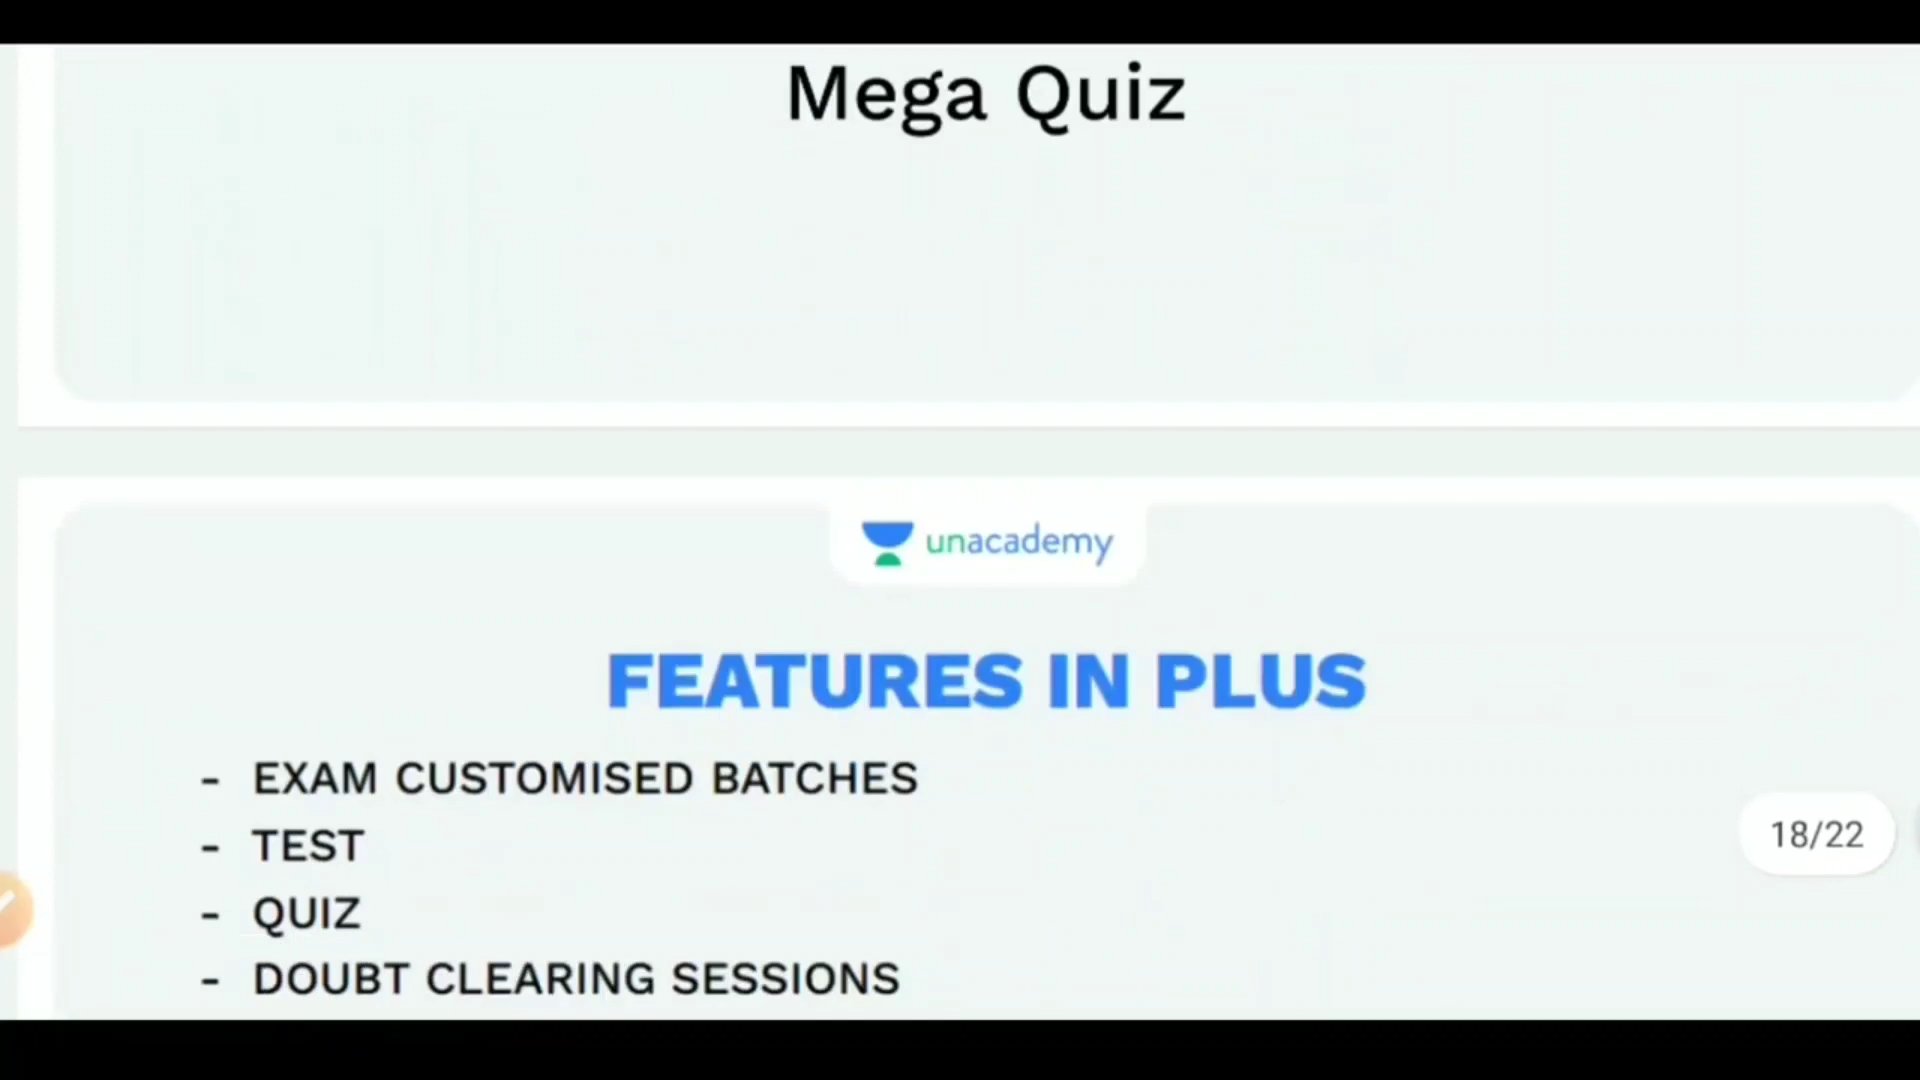 Mega Quiz
unacademy
FEATURES IN PLUS
- EXAM CUSTOMISED BATCHES
- TEST
18/22
- QUIZ
- DOUBT CLEARING SESSIONS